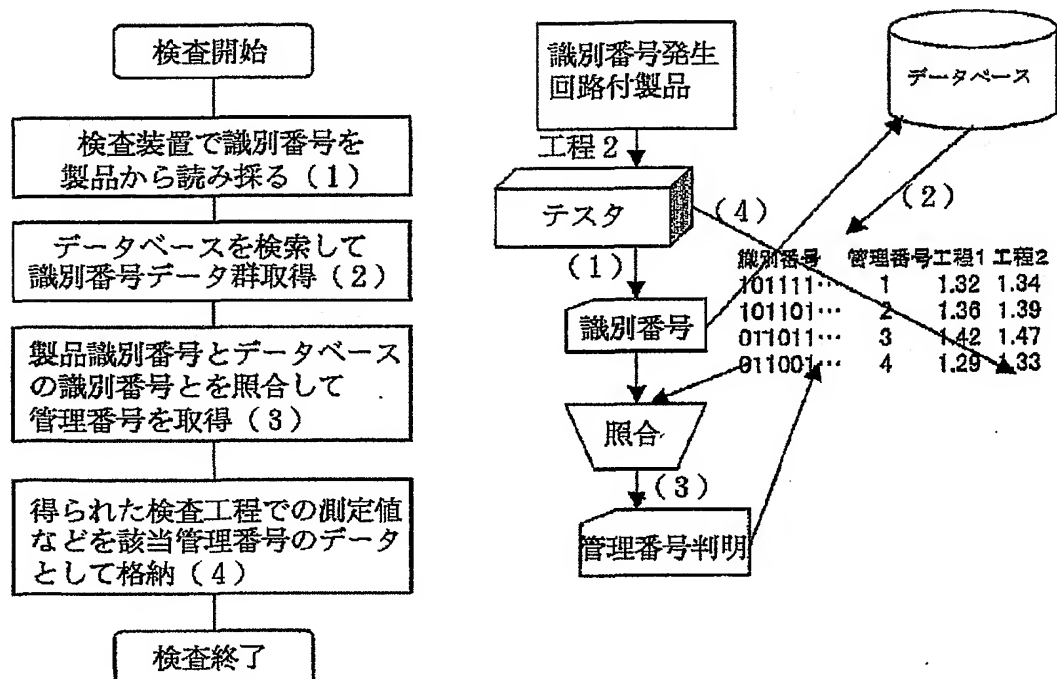 検査開始
検査装置で識別番号を
製品から読み採る(1)
データベースを検索して
識別番号データ群取得(2)
製品識別番号とデータベース
の識別番号とを照合して
管理番号を取得(3)
得られた検査工程での測定値
などを該当管理番号のデータ
として格納(4)
検査終了
識別番号発生
回路付製品
工程2
テスタ
(1)
識別番号
照合
(3)
管理番号判明
データベース
(2)
(4)
識別番号 管理番号 工程1 工程2
101111… 1 1.32 1.34
101101… 2 1.36 1.39
011011… 3 1.42 1.47
011001… 4 1.29 1.33